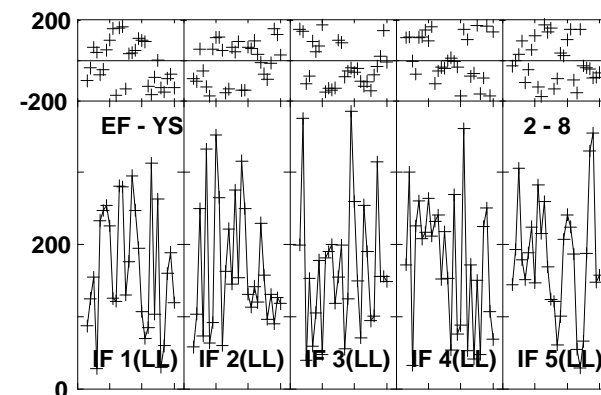 200
-200
EF - YS 2 - 8
200
IF 1(LL) IF 2(LL) IF 3(LL) IF 4(LL) IF 5(LL)
0